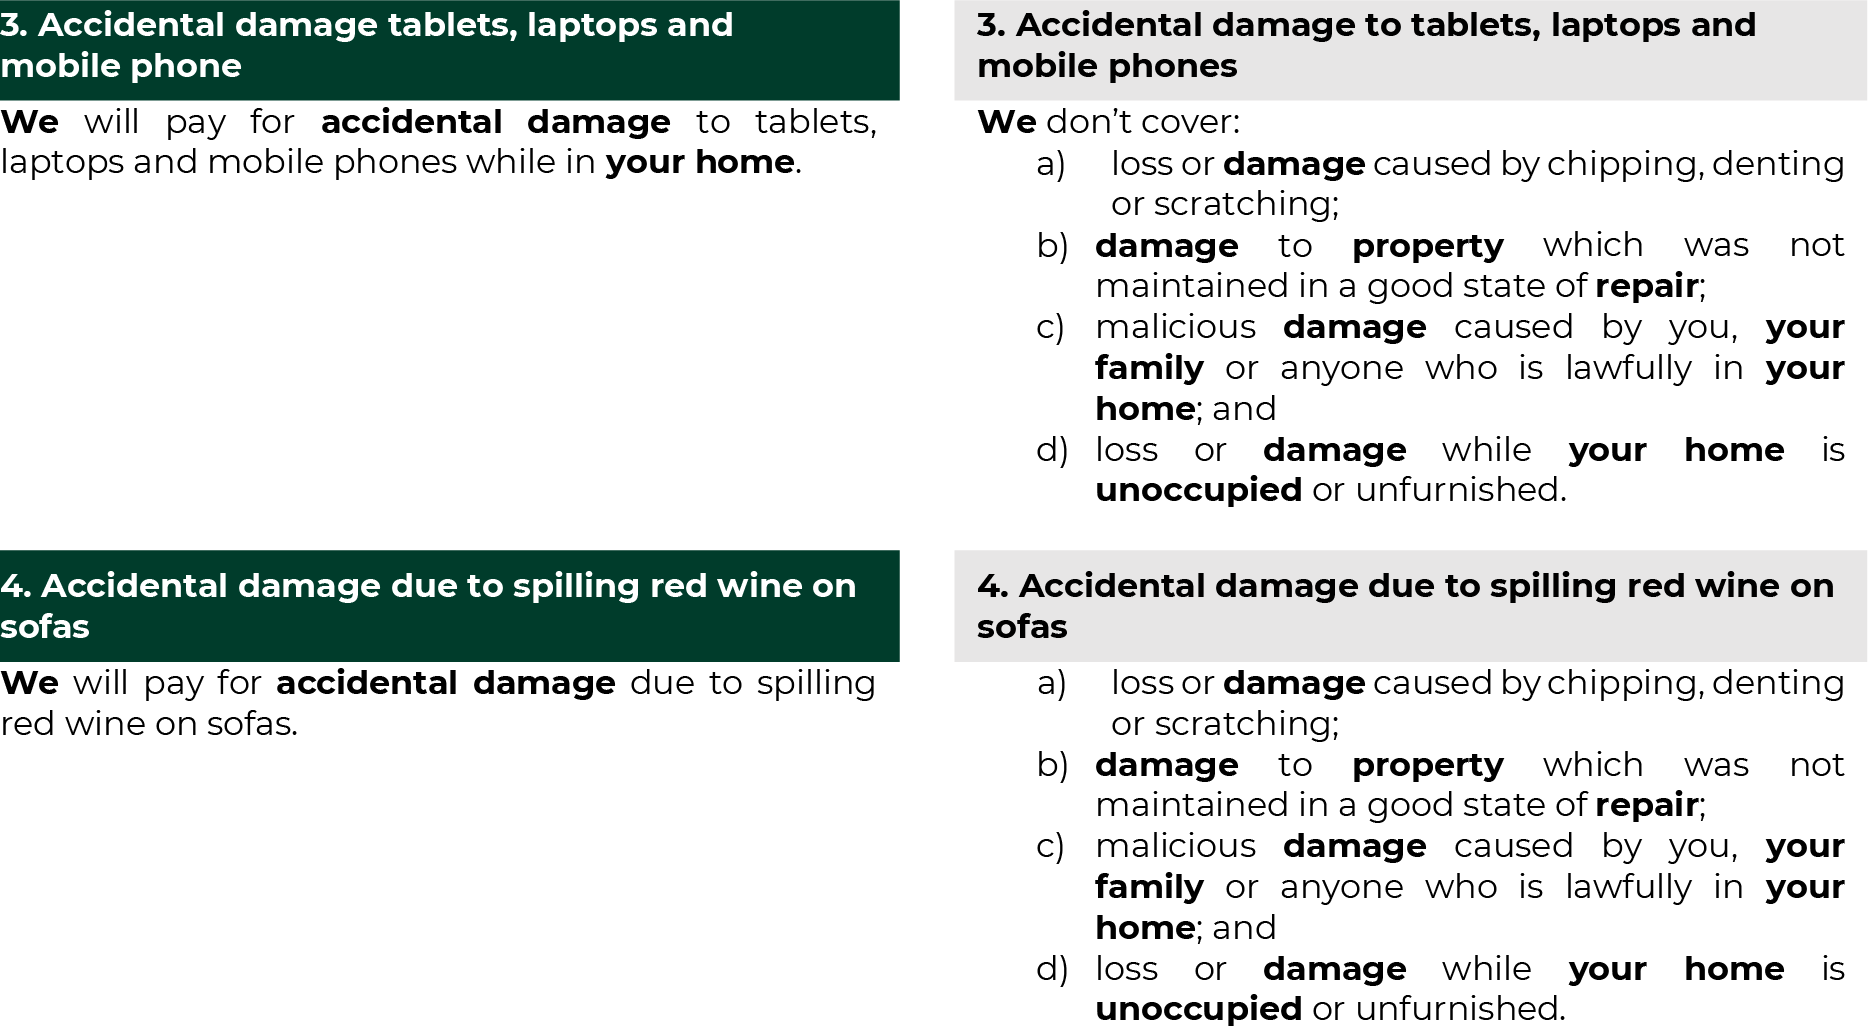 3. Accidental damage tablets, laptops and
mobile phone
We will pay for accidental damage to tablets,
laptops and mobile phones while in your home.
3. Accidental damage to tablets, laptops and
mobile phones
We don’t cover:
a) loss or damage caused by chipping, denting
or scratching;
b) damage to property which was not
maintained in a good state of repair;
c) malicious damage caused by you, your
family or anyone who is lawfully in your
home; and
d) loss or damage while your home is
unoccupied or unfurnished.
4. Accidental damage due to spilling red wine on
sofas
We will pay for accidental damage due to spilling
red wine on sofas.
4. Accidental damage due to spilling red wine on
sofas
a) loss or damage caused by chipping, denting
or scratching;
b) damage to property which was not
maintained in a good state of repair;
c) malicious damage caused by you, your
family or anyone who is lawfully in your
home; and
d) loss or damage while your home is
unoccupied or unfurnished.